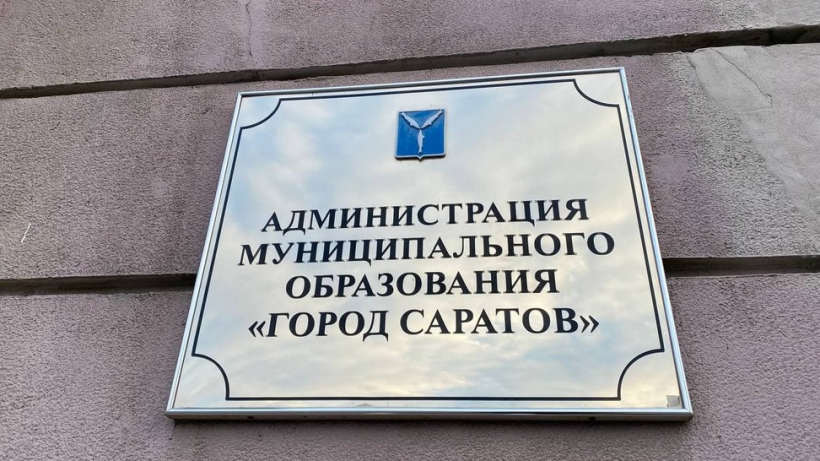 АДМИНИСТРАЦИЯ
МУНИЦИПАЛЬНОГО
ОБРАЗОВАНИЯ
«ГОРОД САРАТОВ»